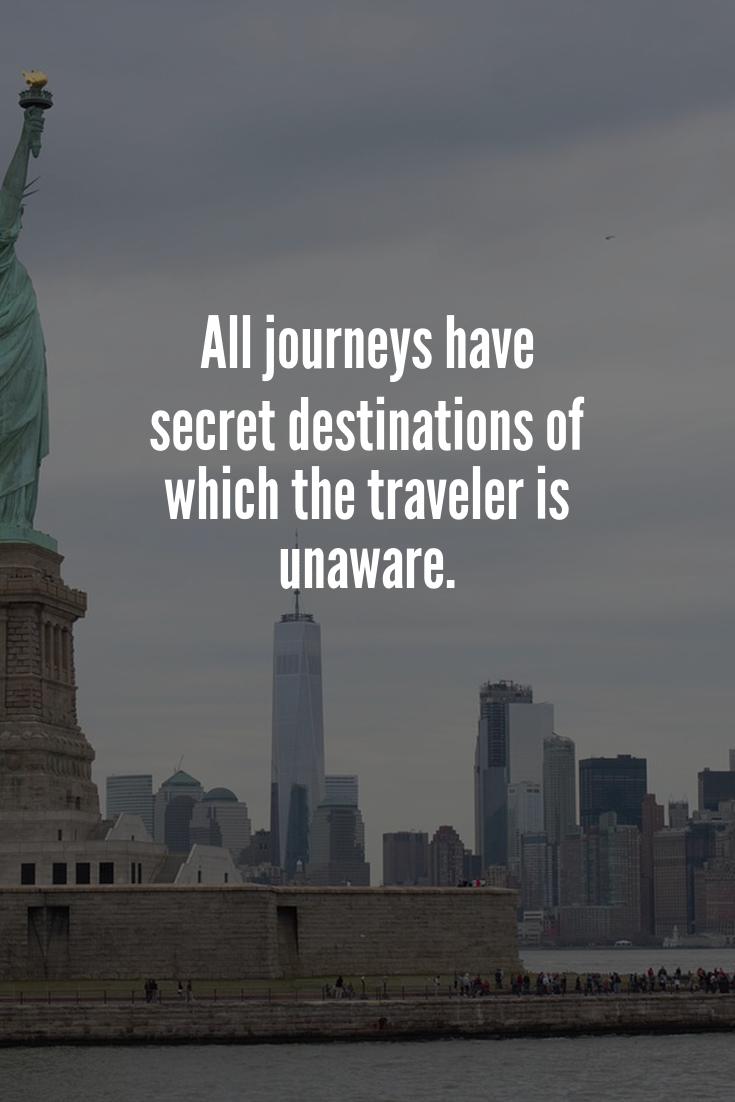 All journeys have
secret destinations of
which the traveler is
unaware.